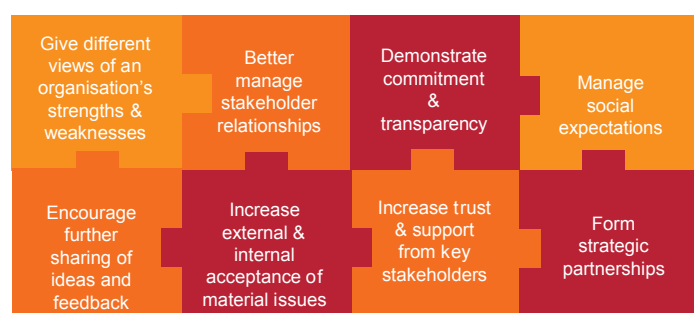 Give different
views of an
organisation's
strengths &
weaknesses
Better
manage
stakeholder
relationships
Demonstrate
commitment
&
transparency
Manage
social
expectations
Encourage
further
sharing of
ideas and
feedback
Increase
external &
internal
acceptance of
material issues
Increase trust
& support
from key
stakeholders
Form
strategic
partnerships